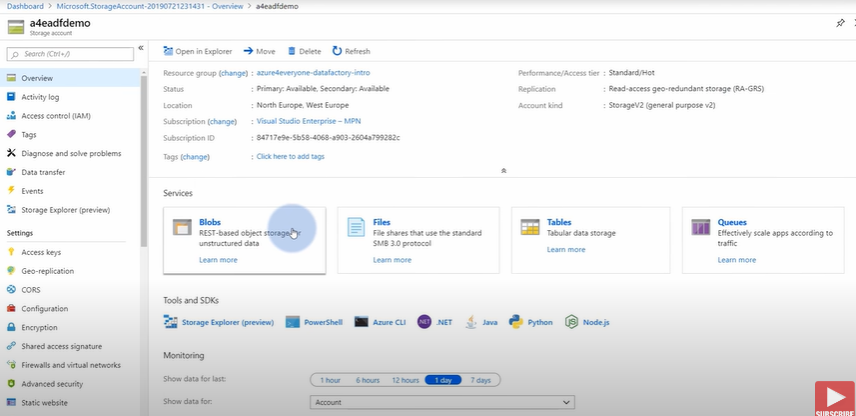 Dashboard > Microsoft.StorageAccount-20190721231431 - Overview > a4eadfdemo
a4eadfdemo
Storage account
Search (Ctrl+/)
Overview
Activity log
Access control (IAM)
Tags
Diagnose and solve problems
Data transfer
Events
Storage Explorer (preview)
Settings
Access keys
Geo-replication
CORS
Configuration
Encryption
Shared access signature
Firewalls and virtual networks
Advanced security
Static website
Open in Explorer Move Delete Refresh
Resource group (change) : azure4everyone-datafactory-intro
Status : Primary: Available, Secondary: Available
Location : North Europe, West Europe
Subscription (change) : Visual Studio Enterprise – MPN
Subscription ID : 84717e9e-5b58-4068-a903-2604a799282c
Tags (change) : Click here to add tags
Performance/Access tier : Standard/Hot
Replication : Read-access geo-redundant storage (RA-GRS)
Account kind : StorageV2 (general purpose v2)
Services
Blobs
REST-based object storage for
unstructured data
Learn more
Files
File shares that use the standard
SMB 3.0 protocol
Learn more
Tables
Tabular data storage
Learn more
Queues
Effectively scale apps according to
traffic
Learn more
Tools and SDKs
Storage Explorer (preview) PowerShell Azure CLI NET .NET Java Python Node.js
Monitoring
Show data for last: 1 hour 6 hours 12 hours 1 day 7 days
Show data for: Account
SUBSCRIBE